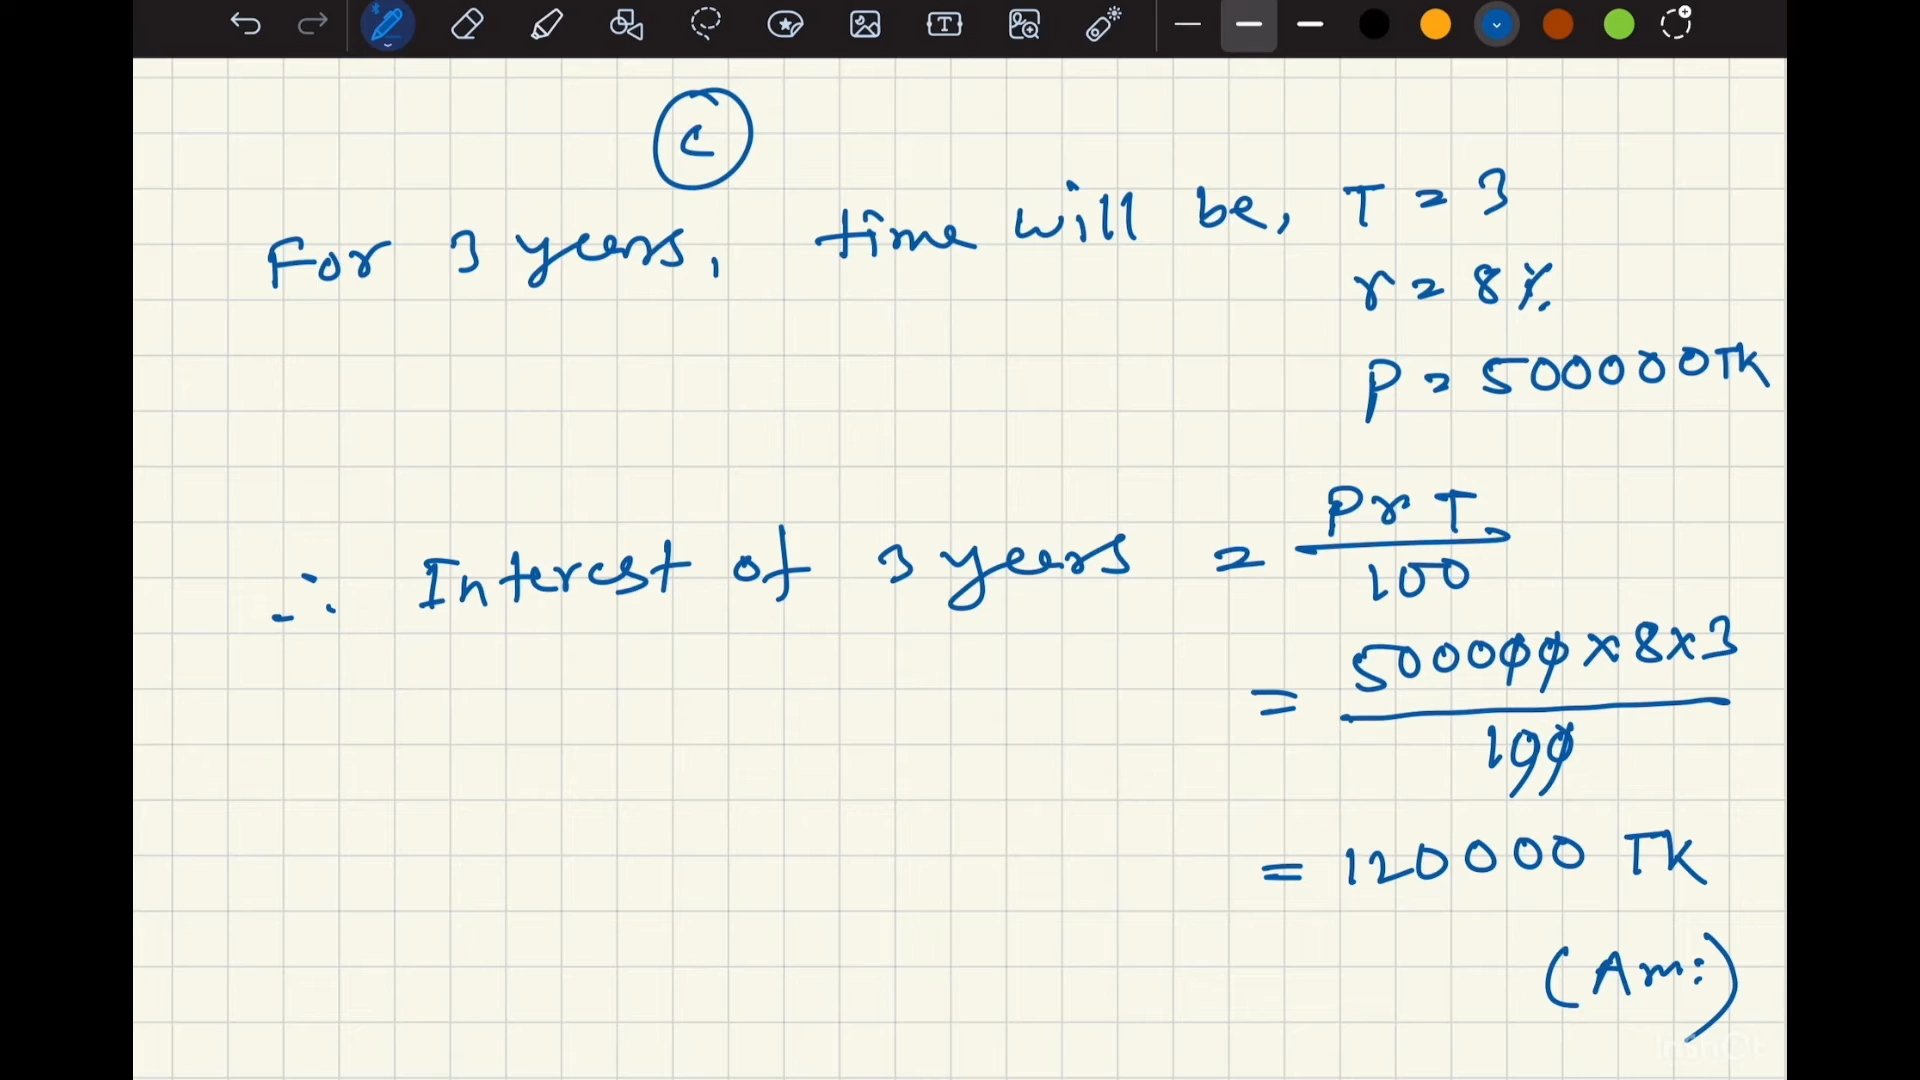 C
For 3 years, time will be, T = 3
r = 8%
P = 500000TK
∴ Interest of 3 years = PrT / 100
= 500000 × 8 × 3 / 100
= 120000 TK
(Ans:)
InShOt